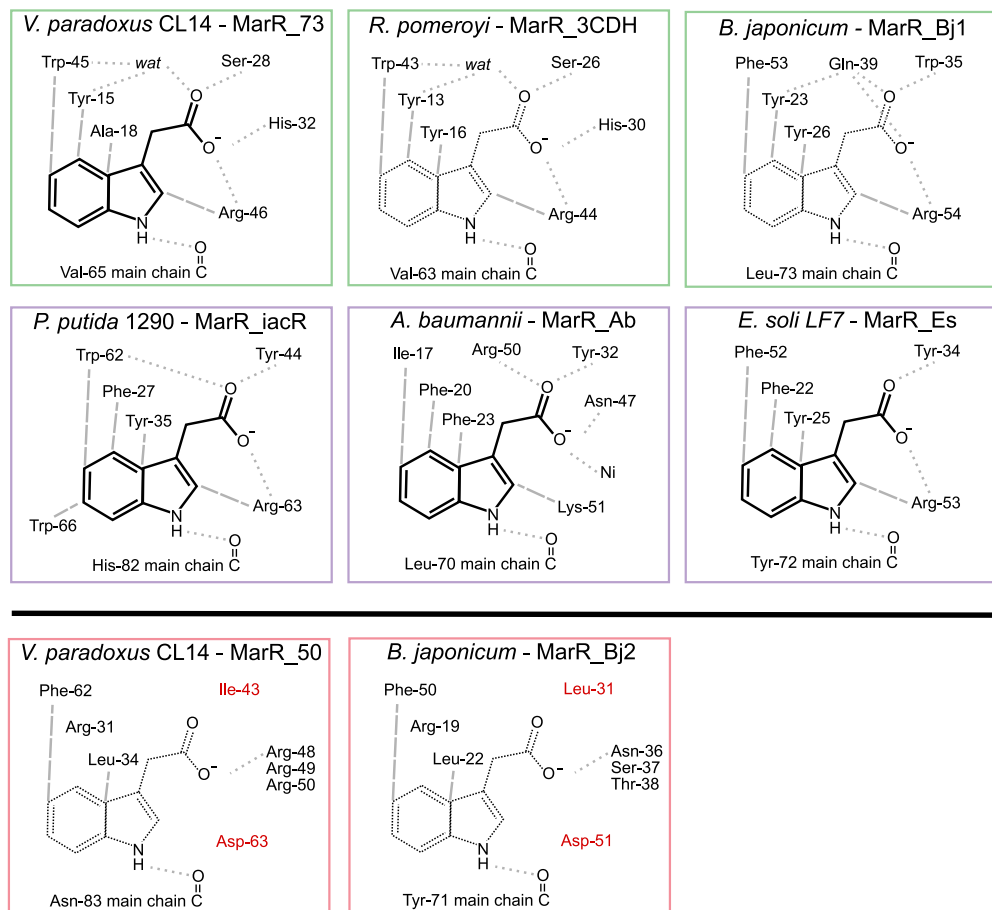 V. paradoxus CL14 - MarR_73
Trp-45 wat Ser-28
Tyr-15
O
Ala-18
His-32
O-
Arg-46
N
H
O
Val-65 main chain C
R. pomeroyi - MarR_3CDH
Trp-43 wat Ser-26
Tyr-13
O
Tyr-16
His-30
O-
Arg-44
N
H
O
Val-63 main chain C
B. japonicum - MarR_Bj1
Phe-53 Gln-39 Trp-35
Tyr-23
O
Tyr-26
O-
Arg-54
N
H
O
Leu-73 main chain C
P. putida 1290 - MarR_iacR
Trp-62 Tyr-44
Phe-27
O
Tyr-35
O-
Arg-63
Trp-66
N
H
O
His-82 main chain C
A. baumannii - MarR_Ab
Ile-17 Arg-50 Tyr-32
Phe-20
O
Asn-47
Phe-23
O-
Ni
Lys-51
N
H
O
Leu-70 main chain C
E. soli LF7 - MarR_Es
Phe-52 Tyr-34
Phe-22
O
Tyr-25
O-
Arg-53
N
H
O
Tyr-72 main chain C
V. paradoxus CL14 - MarR_50
Phe-62 Ile-43
Arg-31
O
Leu-34
Arg-48
O-
Arg-49
Arg-50
Asp-63
N
H
O
Asn-83 main chain C
B. japonicum - MarR_Bj2
Phe-50 Leu-31
Arg-19
O
Leu-22
Asn-36
O-
Ser-37
Thr-38
Asp-51
N
H
O
Tyr-71 main chain C